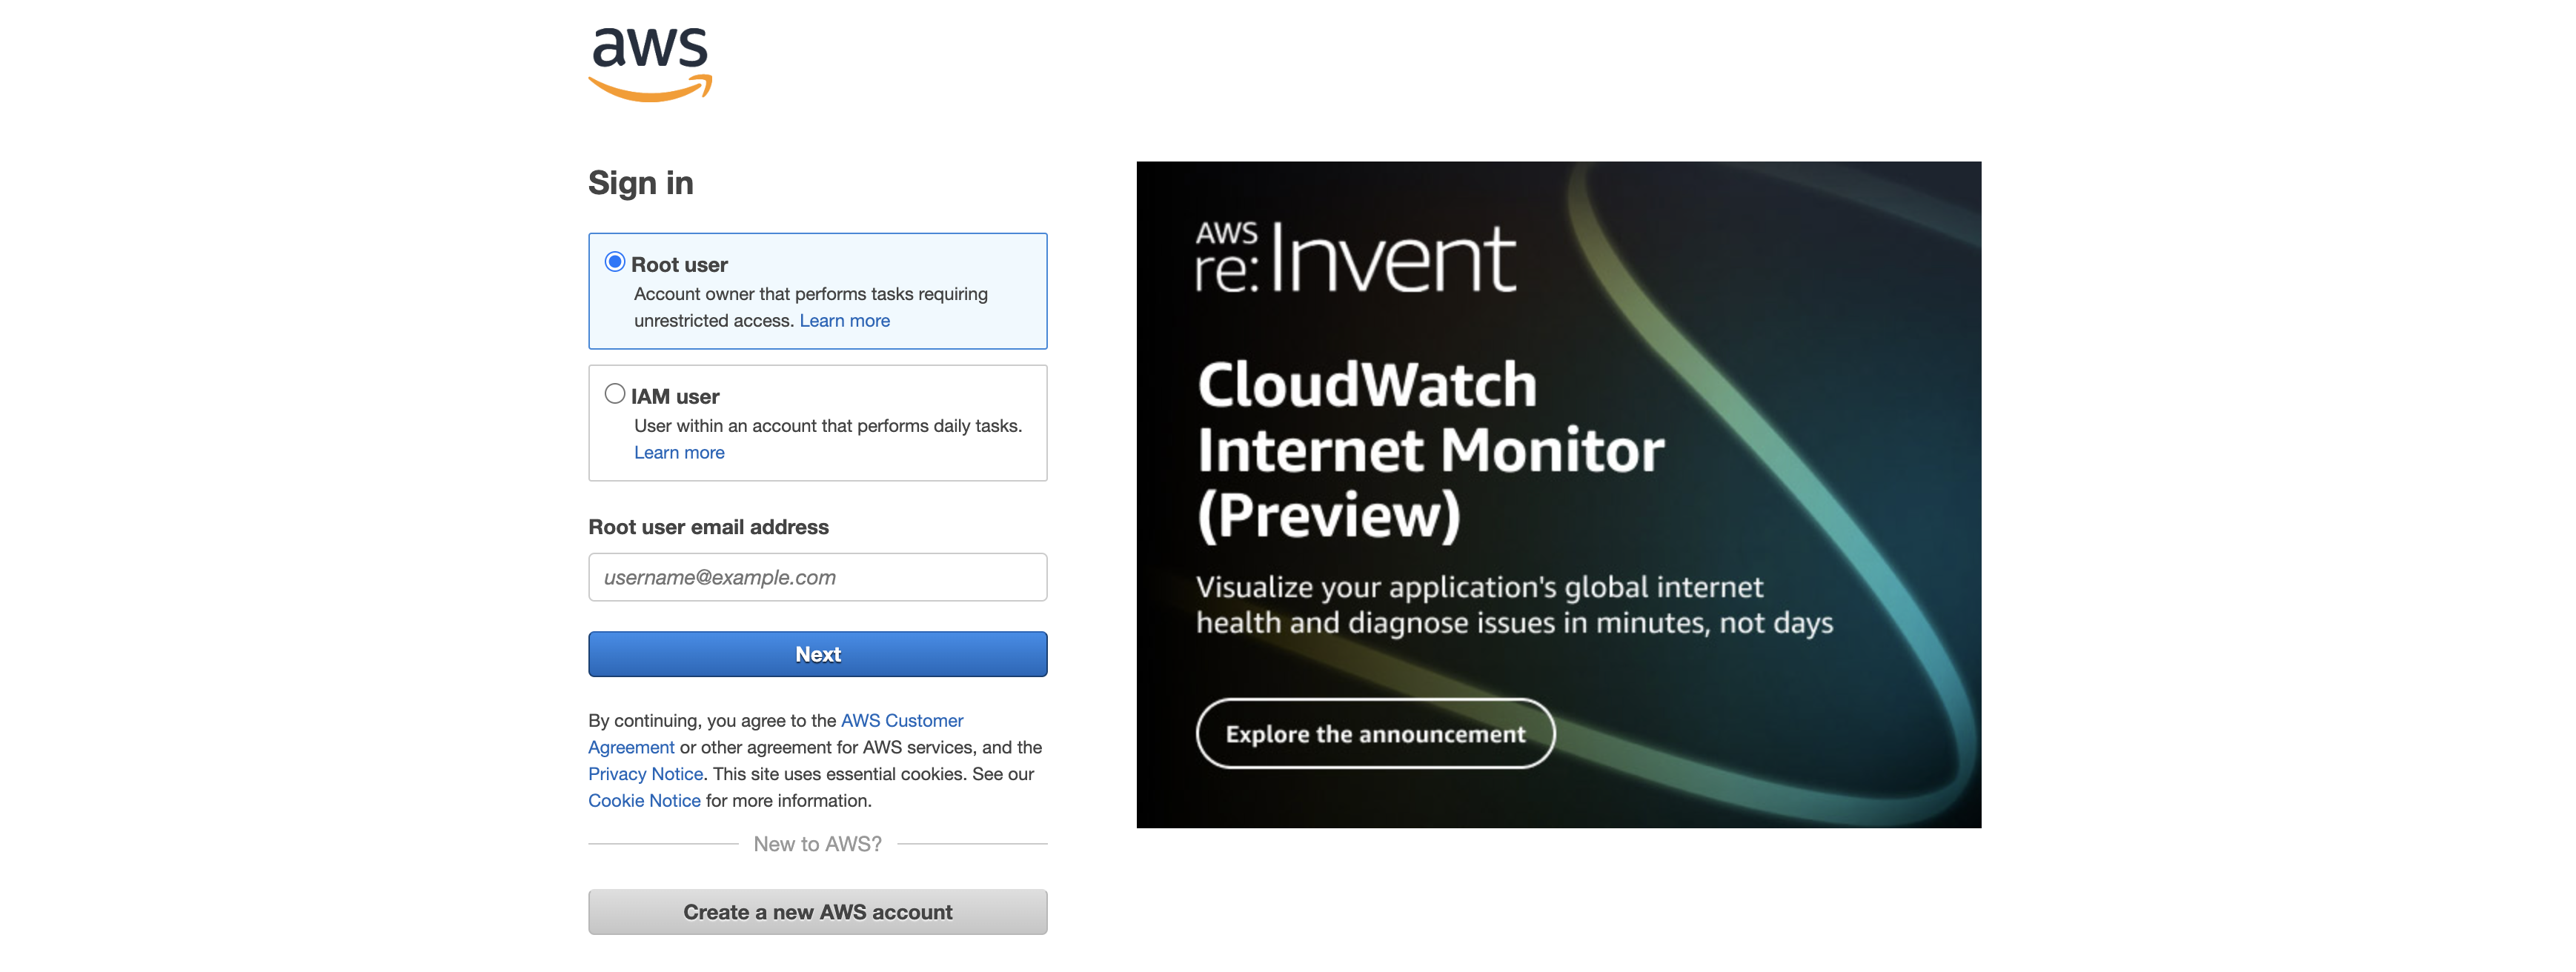 aws
Sign in
Root user
Account owner that performs tasks requiring
unrestricted access. Learn more
IAM user
User within an account that performs daily tasks.
Learn more
Root user email address
username@example.com
Next
By continuing, you agree to the AWS Customer
Agreement or other agreement for AWS services, and the
Privacy Notice. This site uses essential cookies. See our
Cookie Notice for more information.
New to AWS?
Create a new AWS account
AWS
re:Invent
CloudWatch
Internet Monitor
(Preview)
Visualize your application's global internet
health and diagnose issues in minutes, not days
Explore the announcement